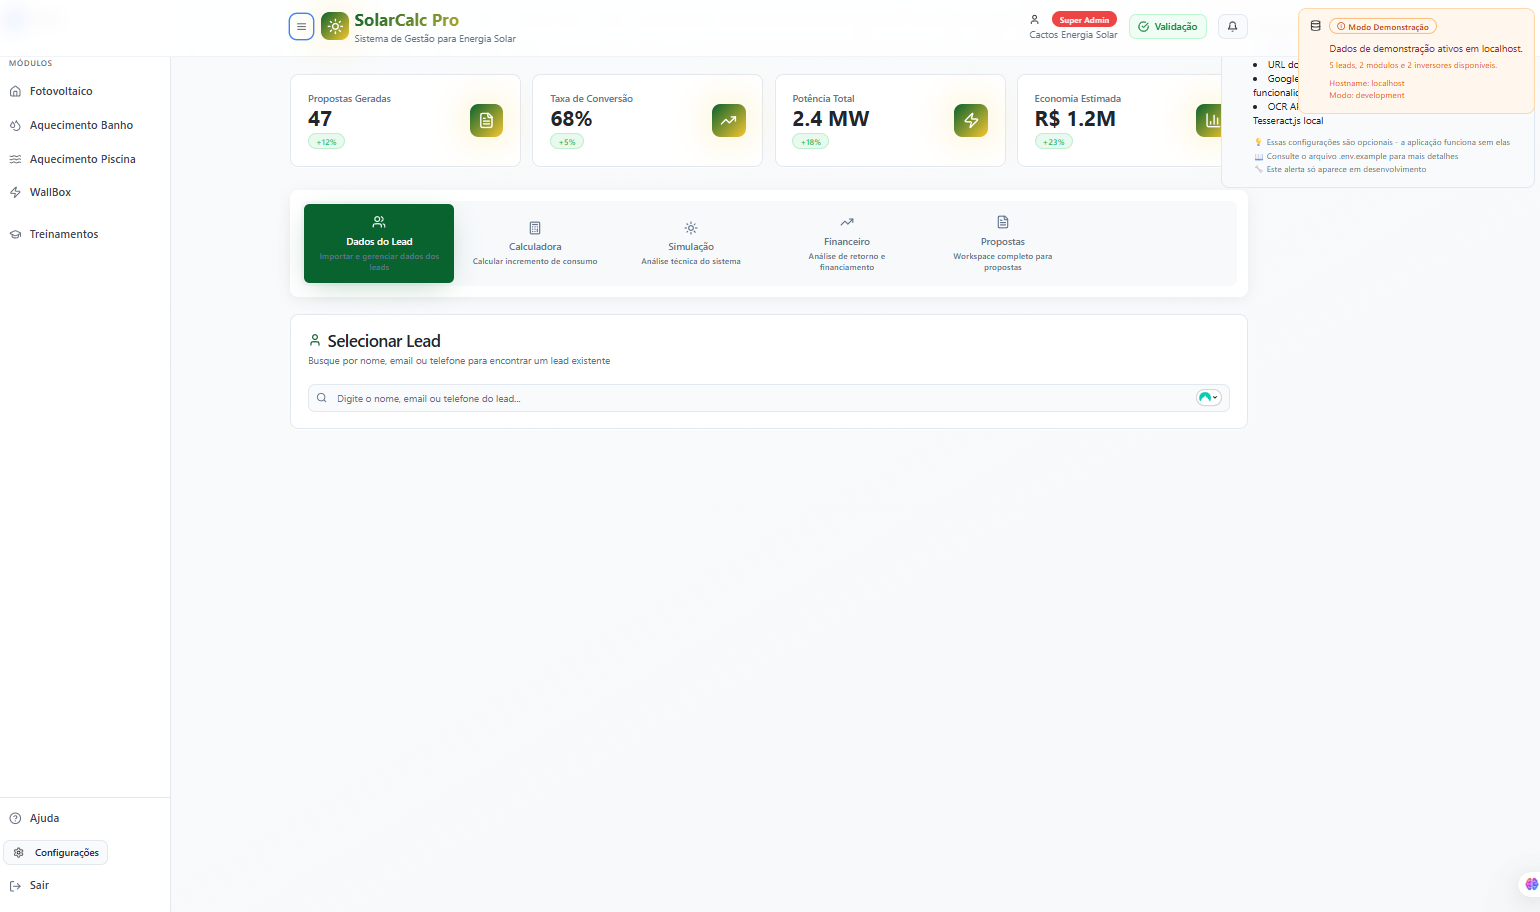 SolarCalc Pro
Sistema de Gestão para Energia Solar
Super Admin
Cactos Energia Solar
Validação
Modo Demonstração
Dados de demonstração ativos em localhost.
5 leads, 2 módulos e 2 inversores disponíveis.
Hostname: localhost
Modo: development
URL do
Google
funcionalid
OCR
Tesseract.js local
💡 Essas configurações são opcionais - a aplicação funciona sem elas
📖 Consulte o arquivo .env.example para mais detalhes
🔧 Este alerta só aparece em desenvolvimento
MÓDULOS
Fotovoltaico
Aquecimento Banho
Aquecimento Piscina
WallBox
Treinamentos
Propostas Geradas
47
+12%
Taxa de Conversão
68%
+5%
Potência Total
2.4 MW
+18%
Economia Estimada
R$ 1.2M
+23%
Dados do Lead
Importar e gerenciar dados dos
leads
Calculadora
Calcular incremento de consumo
Simulação
Análise técnica do sistema
Financeiro
Análise de retorno e
financiamento
Propostas
Workspace completo para
propostas
Selecionar Lead
Busque por nome, email ou telefone para encontrar um lead existente
Digite o nome, email ou telefone do lead...
Ajuda
Configurações
Sair